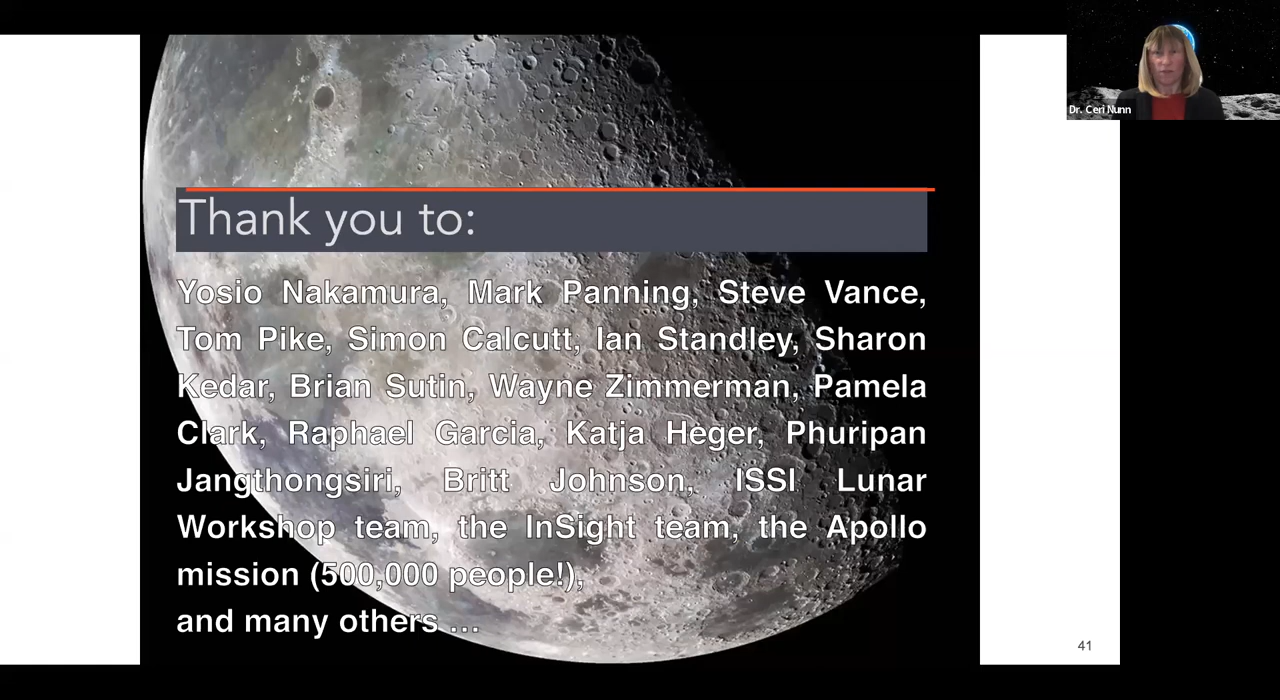 Dr. Ceri Nunn
Thank you to:
Yosio Nakamura, Mark Panning, Steve Vance,
Tom Pike, Simon Calcutt, Ian Standley, Sharon
Kedar, Brian Sutin, Wayne Zimmerman, Pamela
Clark, Raphael Garcia, Katja Heger, Phuripan
Jangthongsiri, Britt Johnson, ISSI Lunar
Workshop team, the InSight team, the Apollo
mission (500,000 people!),
and many others ...
41